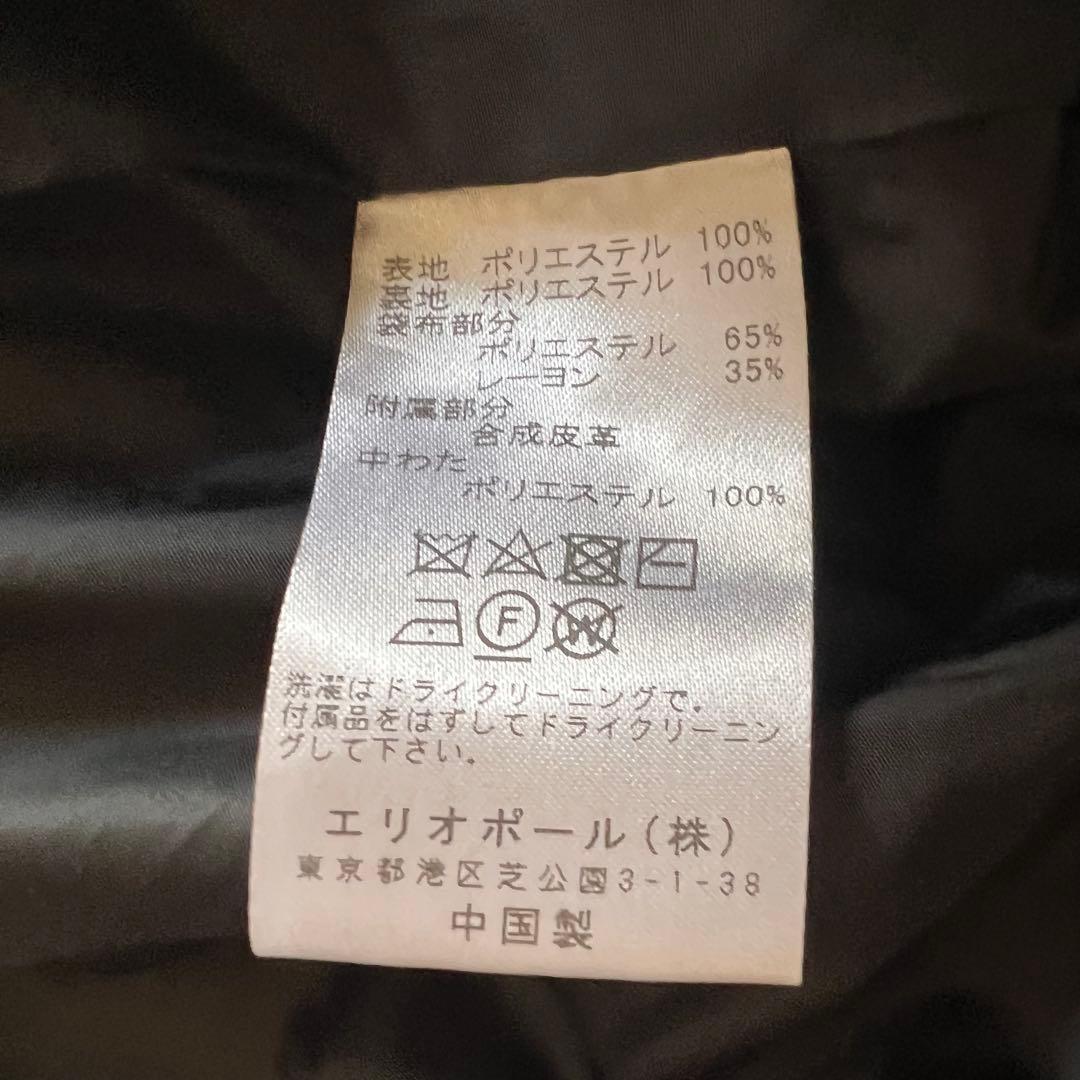 表地 ポリエステル 100%
裏地 ポリエステル 100%
袋布部分
ポリエステル 65%
レーヨン 35%
附属部分
合成皮革
中わた
ポリエステル 100%
F
W
洗濯はドライクリーニングで。
付属品をはずしてドライクリーニン
グして下さい。
エリオポール(株)
東京都港区芝公園3-1-38
中国製